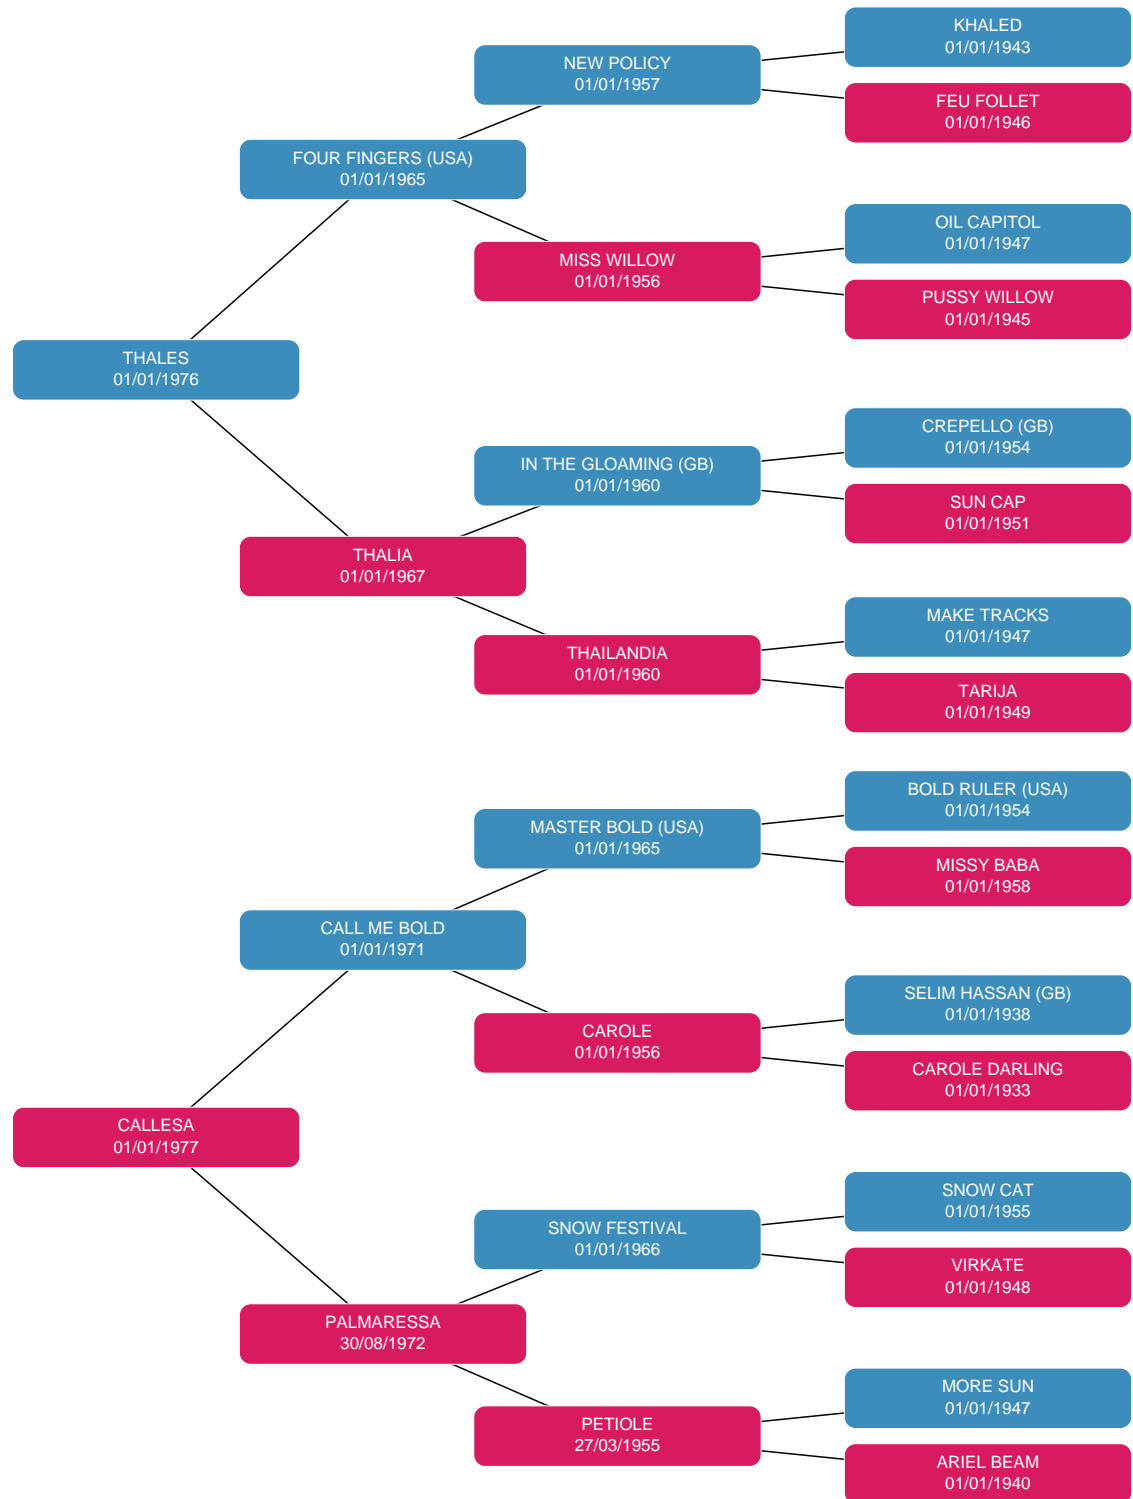 KHALED
01/01/1943
NEW POLICY
01/01/1957
FEU FOLLET
01/01/1946
FOUR FINGERS (USA)
01/01/1965
OIL CAPITOL
01/01/1947
MISS WILLOW
01/01/1956
PUSSY WILLOW
01/01/1945
THALES
01/01/1976
CREPELLO (GB)
01/01/1954
IN THE GLOAMING (GB)
01/01/1960
SUN CAP
01/01/1951
THALIA
01/01/1967
MAKE TRACKS
01/01/1947
THAILANDIA
01/01/1960
TARIJA
01/01/1949
BOLD RULER (USA)
01/01/1954
MASTER BOLD (USA)
01/01/1965
MISSY BABA
01/01/1958
CALL ME BOLD
01/01/1971
SELIM HASSAN (GB)
01/01/1938
CAROLE
01/01/1956
CAROLE DARLING
01/01/1933
CALLESA
01/01/1977
SNOW CAT
01/01/1955
SNOW FESTIVAL
01/01/1966
VIRKATE
01/01/1948
PALMARESSA
30/08/1972
MORE SUN
01/01/1947
PETIOLE
27/03/1955
ARIEL BEAM
01/01/1940